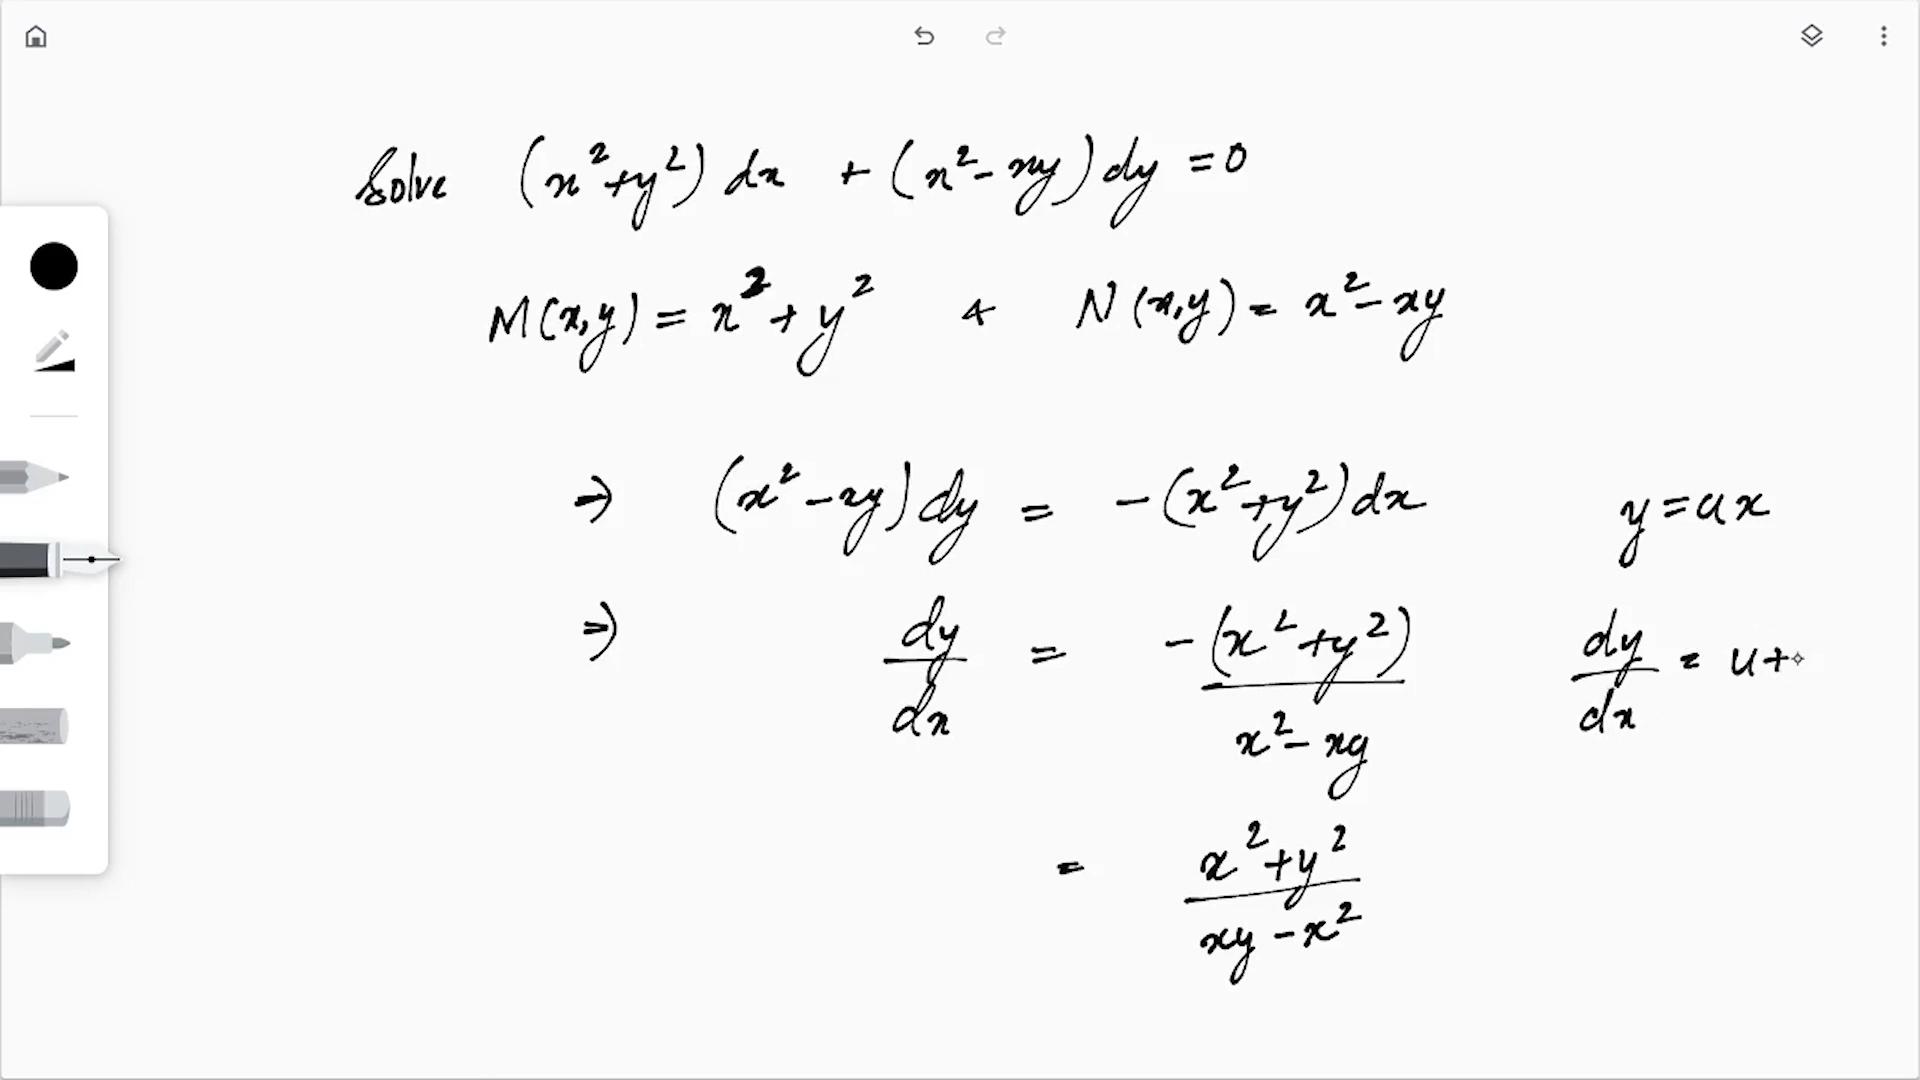 Solve (x²+y²) dx + (x²- xy) dy = 0
M(x,y) = x² + y² & N(x,y) = x² - xy
⇒ (x² - xy) dy = -(x²+y²) dx y = ux
⇒ dy/dx = -(x²+y²)/x² - xy dy/dx = u+
= x²+y²/xy - x²